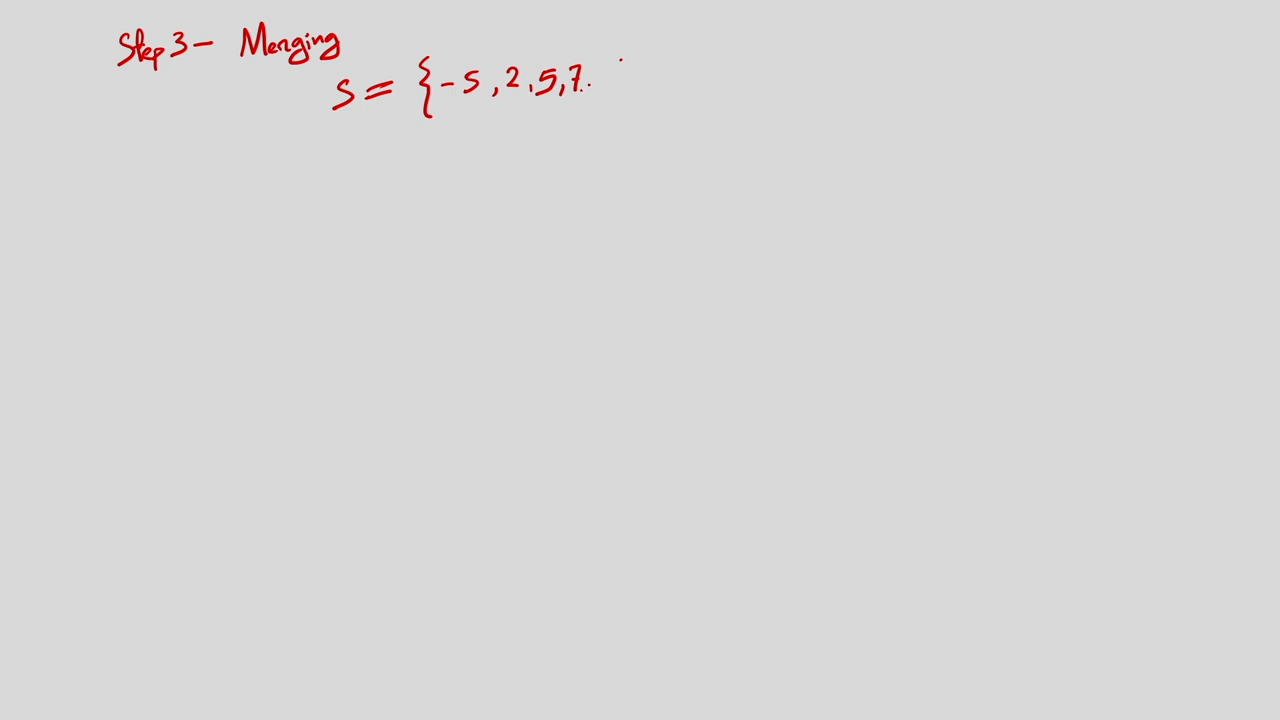 Step 3 - Merging
S = { -5 , 2 , 5 , 7 . .